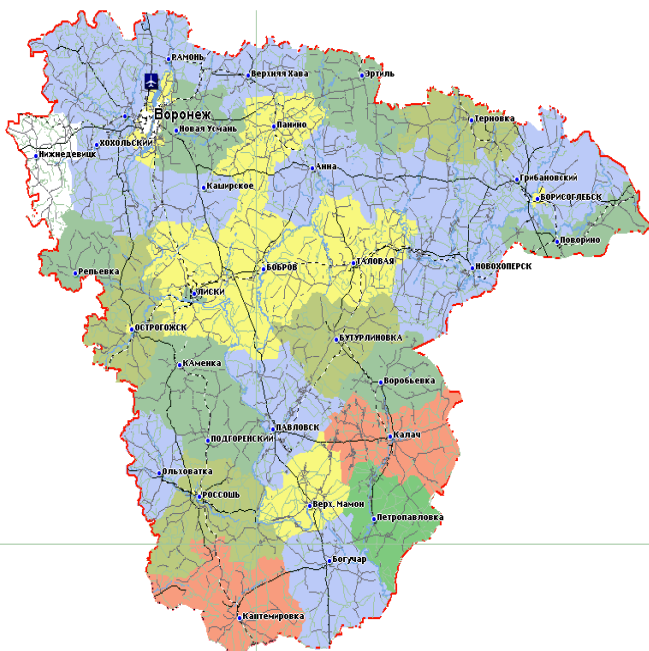 РАМОНЬ
Верхняя Хава
Эртиль
Воронеж
Новая Усмань
Панино
Терновка
ХОХОЛЬСКИЙ
Нижнедевицк
Анна
Каширское
Грибановский
БОРИСОГЛЕБСК
Поворино
Репьевка
БОБРОВ
ТАЛОВАЯ
НОВОХОПЕРСК
ЛИСКИ
ОСТРОГОЖСК
БУТУРЛИНОВКА
КАменка
Воробьевка
ПАВЛОВСК
Калач
ПОДГОРЕНСКИЙ
Ольховатка
РОССОШЬ
Верх. Мамон
Петропавловка
Богучар
Кантемировка